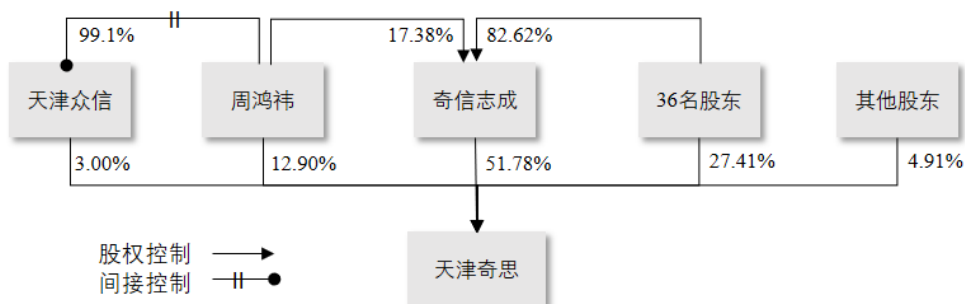 99.1%
17.38%
82.62%
天津众信
周鸿祎
奇信志成
36名股东
其他股东
3.00%
12.90%
51.78%
27.41%
4.91%
股权控制
间接控制
天津奇思